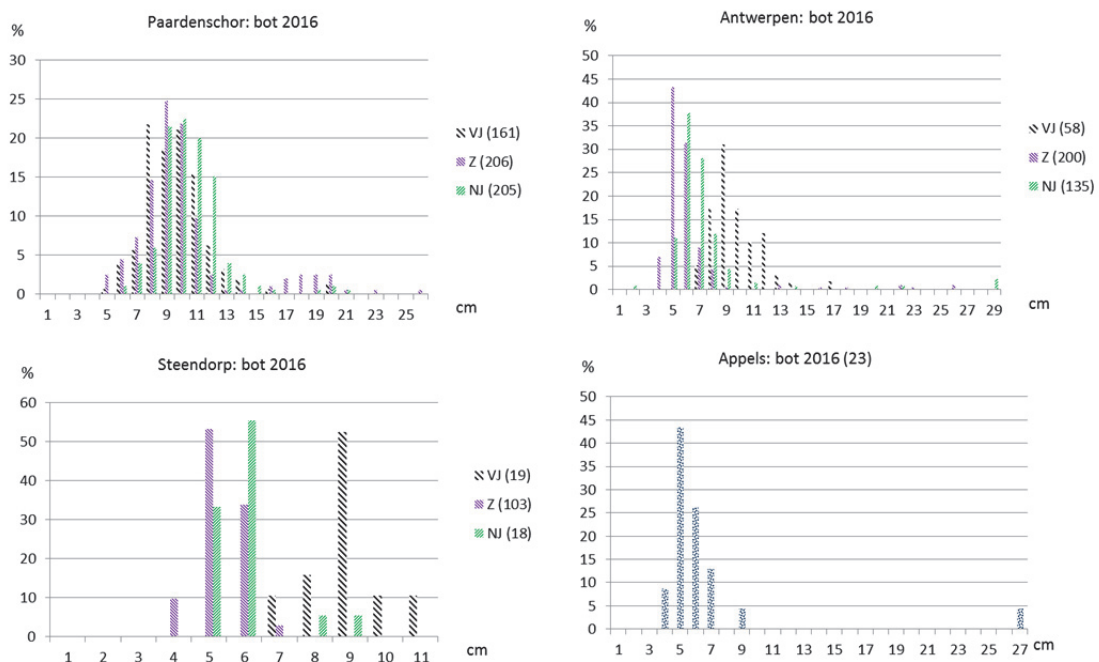 Paardenschor: bot 2016
%
30
25
20
15
10
5
0
1 3 5 7 9 11 13 15 17 19 21 23 25
cm
VJ (161)
Z (206)
NJ (205)
Antwerpen: bot 2016
%
50
45
40
35
30
25
20
15
10
5
0
1 3 5 7 9 11 13 15 17 19 21 23 25 27 29
cm
VJ (58)
Z (200)
NJ (135)
Steendorp: bot 2016
%
60
50
40
30
20
10
0
1 2 3 4 5 6 7 8 9 10 11
cm
VJ (19)
Z (103)
NJ (18)
Appels: bot 2016 (23)
%
50
45
40
35
30
25
20
15
10
5
0
1 3 5 7 9 11 13 15 17 19 21 23 25 27
cm